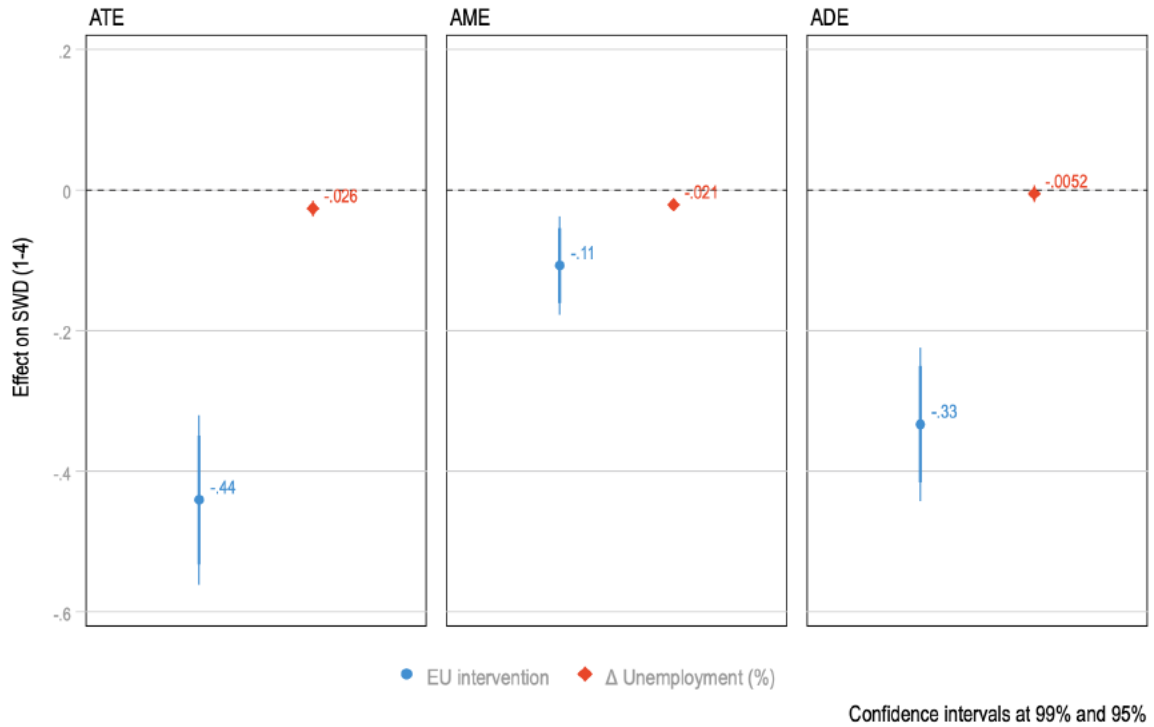 ATE
AME
ADE
.2
0
-.2
-.4
-.6
Effect on SWD (1-4)
-.026
-.44
-.021
-.11
-.0052
-.33
EU intervention
Δ Unemployment (%)
Confidence intervals at 99% and 95%